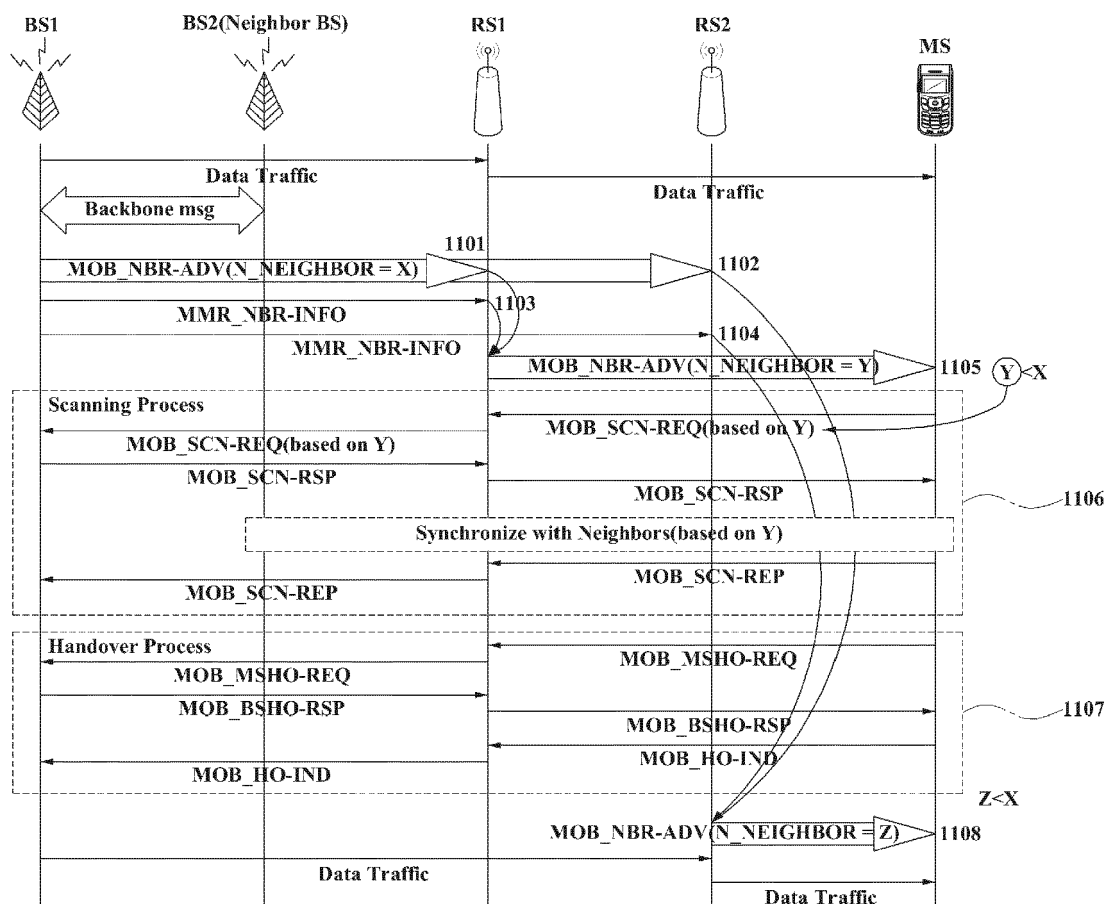 BS1
BS2(Neighbor BS)
RS1
RS2
MS
Data Traffic
Data Traffic
Backbone msg
1101
MOB_NBR-ADV(N_NEIGHBOR = X)
1102
MMR_NBR-INFO
1103
MMR_NBR-INFO
1104
MOB_NBR-ADV(N_NEIGHBOR = Y)
1105
Y<X
Scanning Process
MOB_SCN-REQ(based on Y)
MOB_SCN-REQ(based on Y)
MOB_SCN-RSP
MOB_SCN-RSP
1106
Synchronize with Neighbors(based on Y)
MOB_SCN-REP
MOB_SCN-REP
Handover Process
MOB_MSHO-REQ
MOB_MSHO-REQ
MOB_BSHO-RSP
MOB_BSHO-RSP
1107
MOB_HO-IND
MOB_HO-IND
Z<X
MOB_NBR-ADV(N_NEIGHBOR = Z)
1108
Data Traffic
Data Traffic